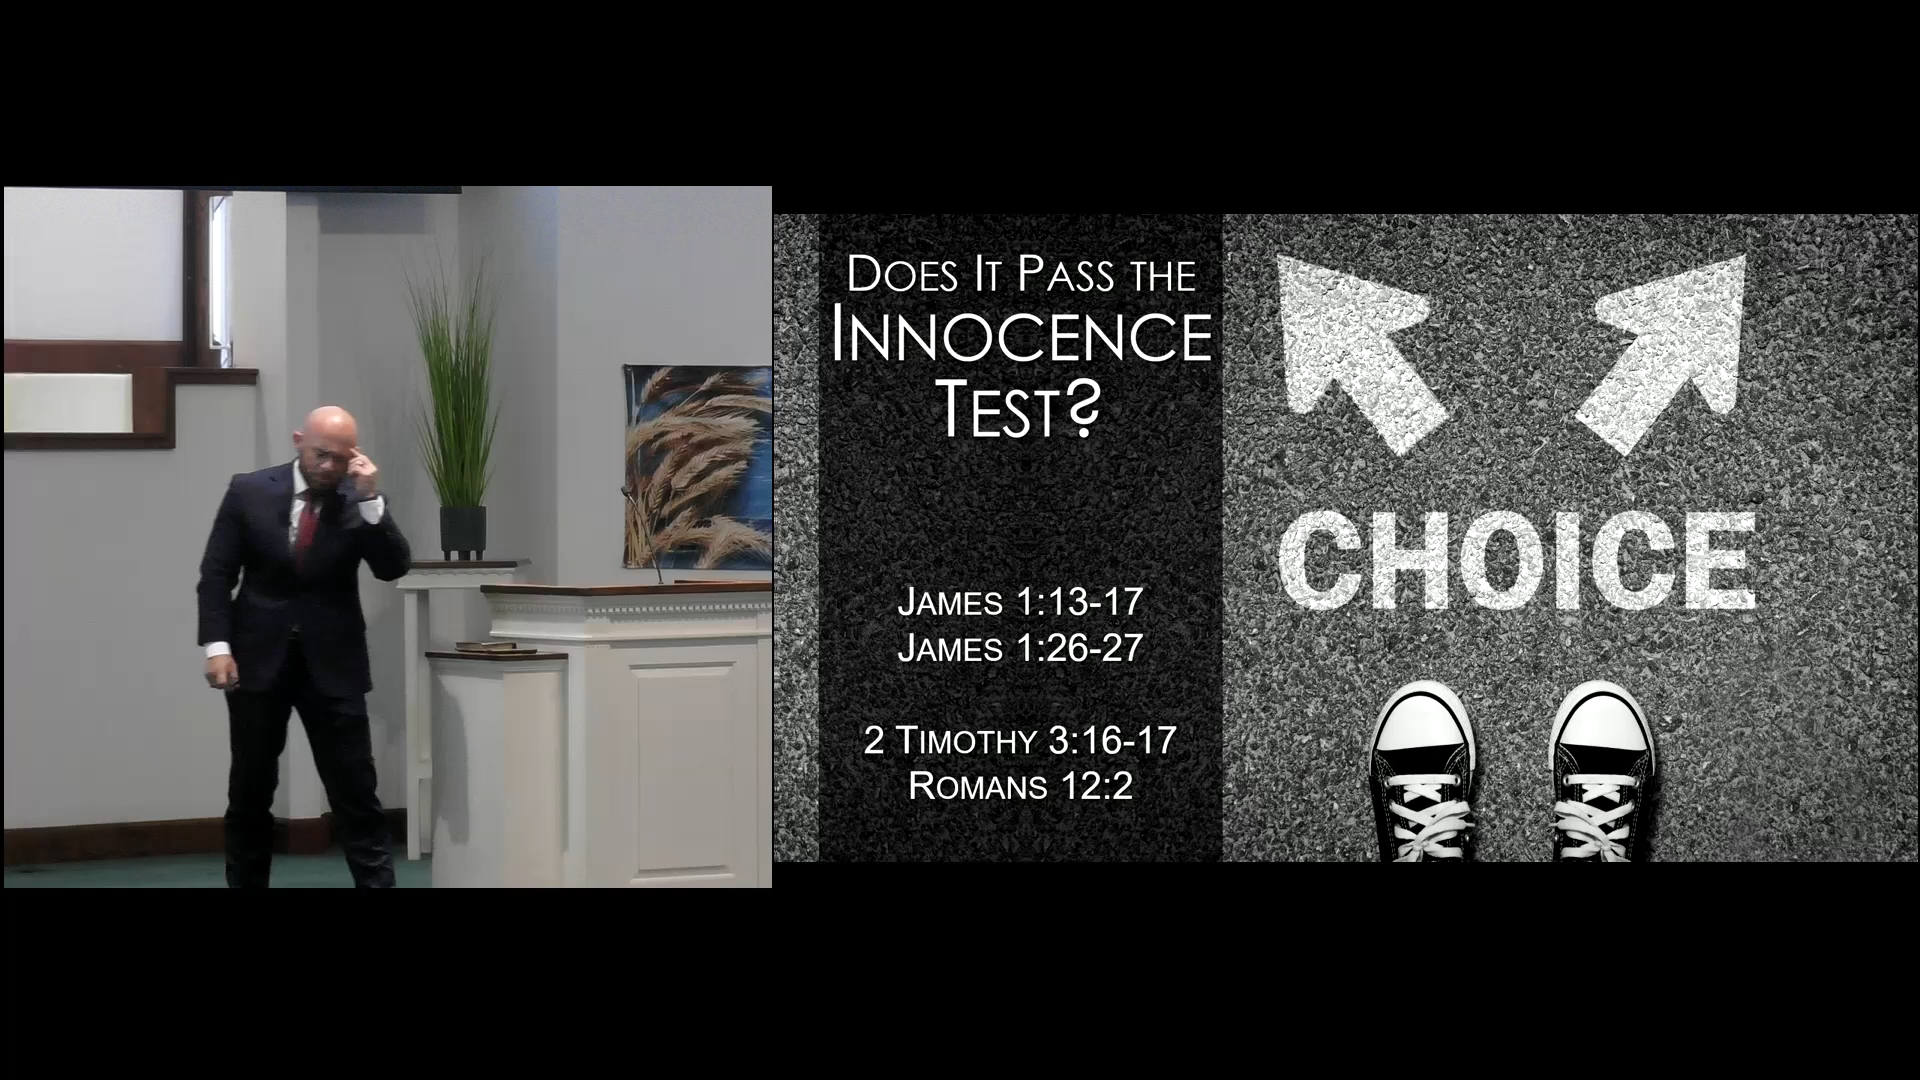 Does It Pass the
Innocence
Test?
James 1:13-17
James 1:26-27
2 Timothy 3:16-17
Romans 12:2
CHOICE